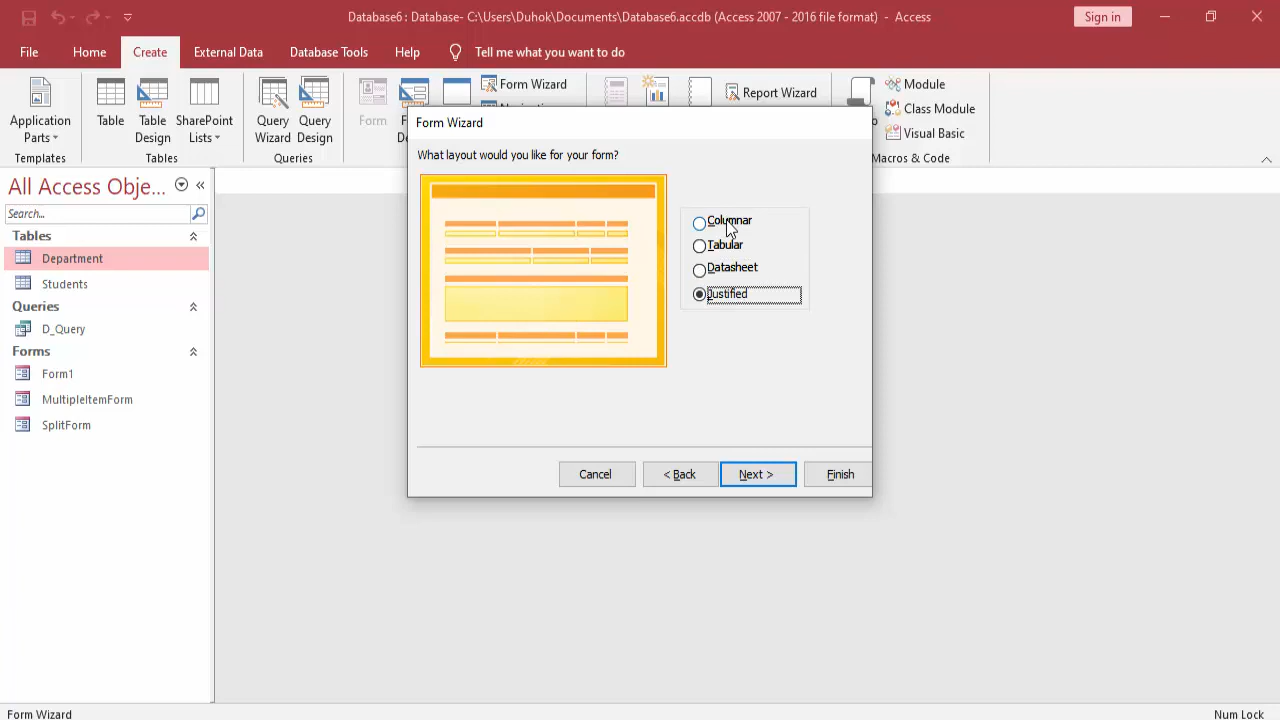 Database6 : Database- C:\Users\Duhok\Documents\Database6.accdb (Access 2007 - 2016 file format) - Access
Sign in
File Home Create External Data Database Tools Help Tell me what you want to do
Application Parts
Table
Table Design
SharePoint Lists
Query Wizard
Query Design
Form
Form Wizard
Report Wizard
Module
Class Module
Visual Basic
Templates
Tables
Queries
Macros & Code
Form Wizard
What layout would you like for your form?
Columnar
Tabular
Datasheet
Justified
Cancel
< Back
Next >
Finish
All Access Obje...
Search...
Tables
Department
Students
Queries
D_Query
Forms
Form1
MultipleItemForm
SplitForm
Form Wizard
Num Lock